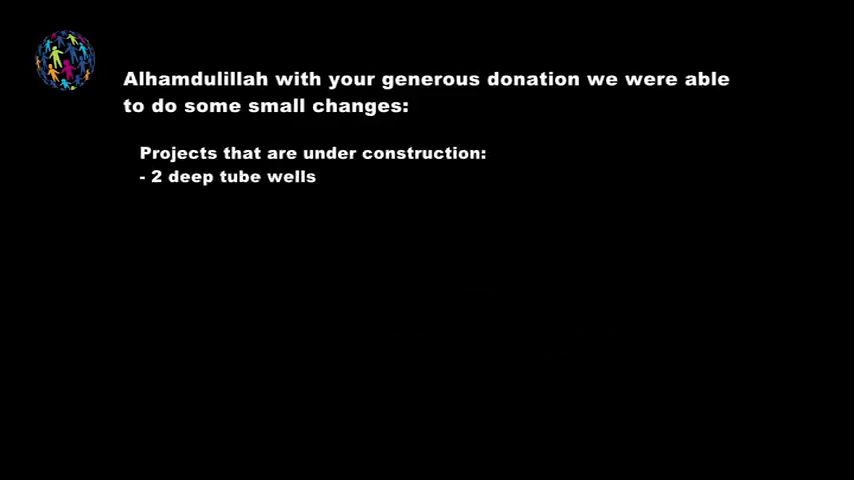 Alhamdulillah with your generous donation we were able
to do some small changes:
Projects that are under construction:
- 2 deep tube wells